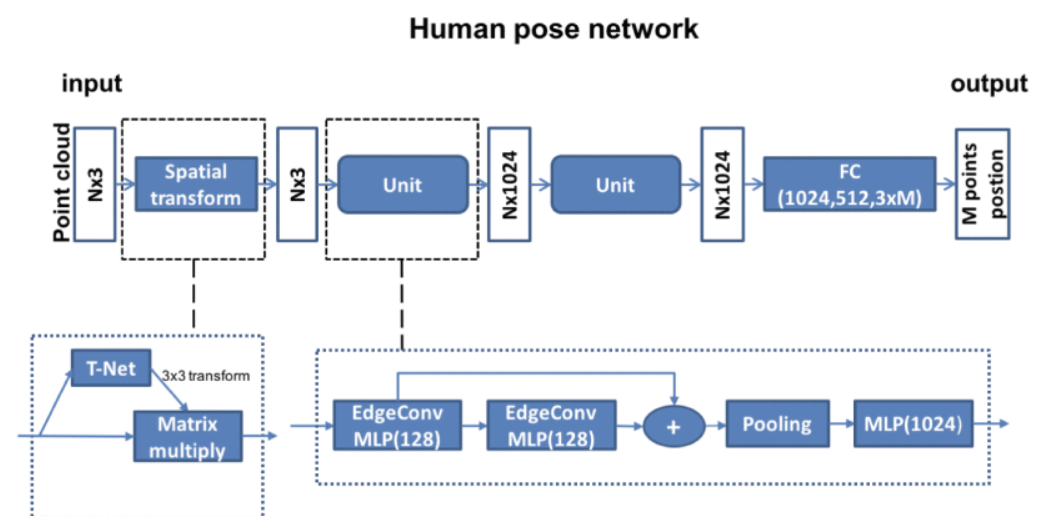 Human pose network
input
output
Point cloud
Nx3
Spatial
transform
Nx3
Unit
Nx1024
Unit
Nx1024
FC
(1024,512,3xM)
M points
postion
T-Net
3x3 transform
Matrix
multiply
EdgeConv
MLP(128)
EdgeConv
MLP(128)
+
Pooling
MLP(1024)